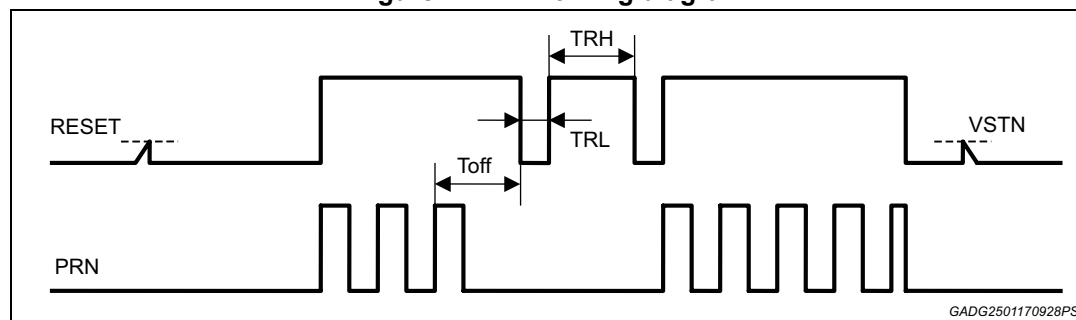 TRH
RESET
TRL
VSTN
Toff
PRN
GADG2501170928PS